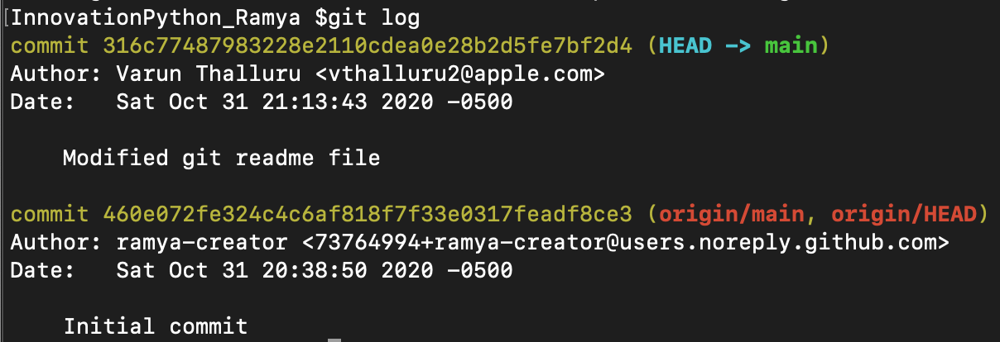 [InnovationPython_Ramya $git log
commit 316c77487983228e2110cdea0e28b2d5fe7bf2d4 (HEAD -> main)
Author: Varun Thalluru <vthalluru2@apple.com>
Date:   Sat Oct 31 21:13:43 2020 -0500
Modified git readme file
commit 460e072fe324c4c6af818f7f33e0317feadf8ce3 (origin/main, origin/HEAD)
Author: ramya-creator <73764994+ramya-creator@users.noreply.github.com>
Date:   Sat Oct 31 20:38:50 2020 -0500
Initial commit